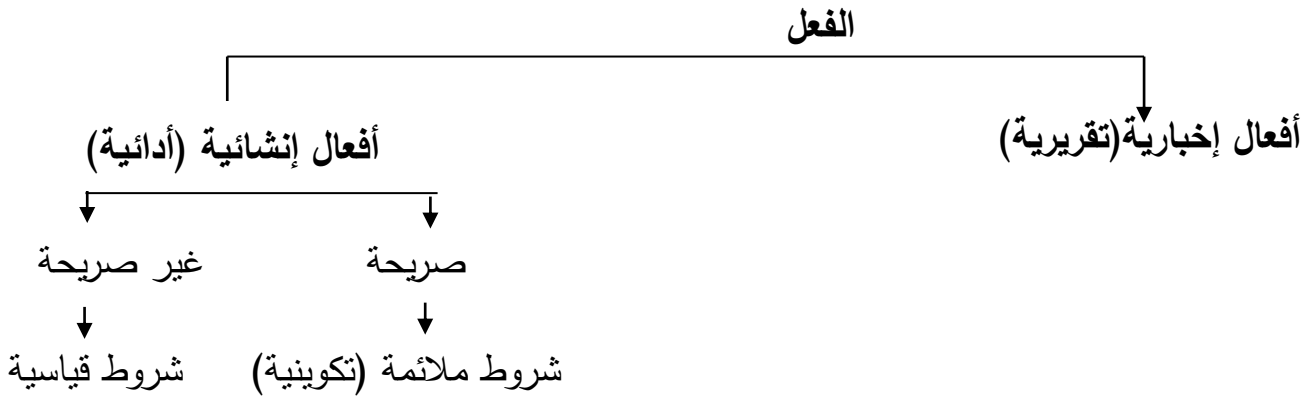 الفعل
أفعال إخبارية(تقريرية)
أفعال إنشائية (أدائية)
صريحة
غير صريحة
شروط ملائمة (تكوينية)
شروط قياسية